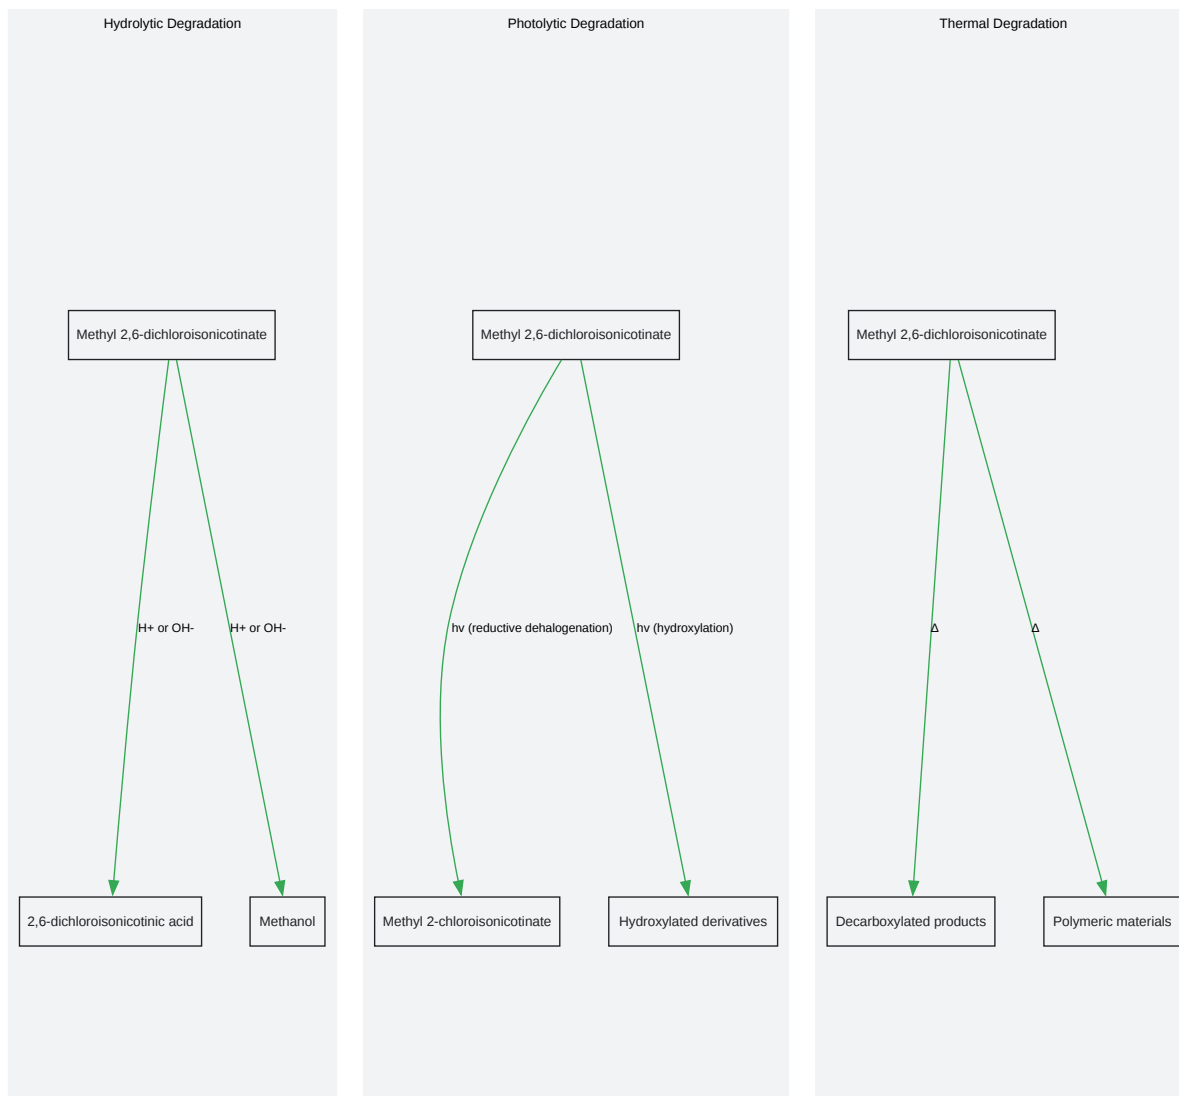 Hydrolytic Degradation
Photolytic Degradation
Thermal Degradation
Methyl 2,6-dichloroisonicotinate
Methyl 2,6-dichloroisonicotinate
Methyl 2,6-dichloroisonicotinate
H+ or OH-
H+ or OH-
hv (reductive dehalogenation)
hv (hydroxylation)
Δ
Δ
2,6-dichloroisonicotinic acid
Methanol
Methyl 2-chloroisonicotinate
Hydroxylated derivatives
Decarboxylated products
Polymeric materials